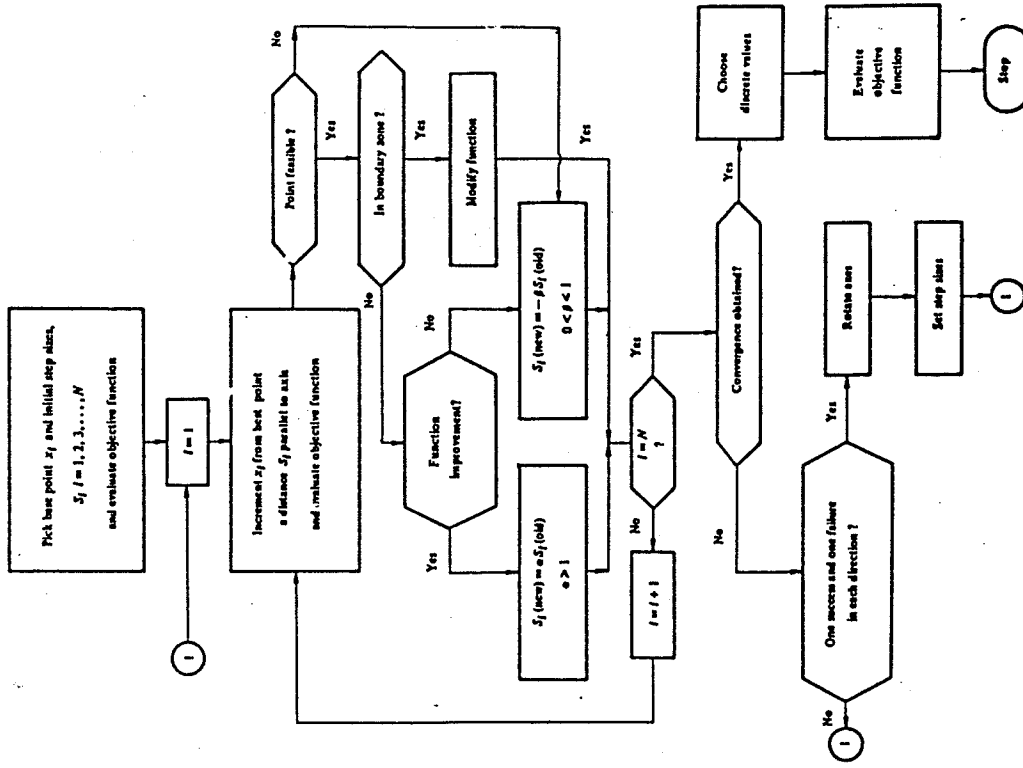 Pick base point x_i and initial step sizes,
S_i i = 1, 2, 3, . . . , N
and evaluate objective function
1
i = 1
Increment x_i from best point
a distance S_i parallel to axis
and evaluate objective function
Point feasible ?
No
Yes
In boundary zone ?
No
Yes
Modify function
Yes
Function
improvement?
Yes
No
S_i (new) = α S_i (old)
α > 1
S_i (new) = − β S_i (old)
0 < β < 1
i = N
?
No
Yes
i = i + 1
Convergence obtained?
No
Yes
Choose
discrete values
Evaluate
objective
function
Stop
One success and one failure
in each direction ?
No
1
Yes
Rotate axes
Set step sizes
1